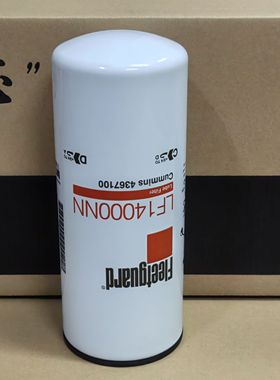 Fleetguard
LF14000NN
Lube Filter
Cummins 4367100